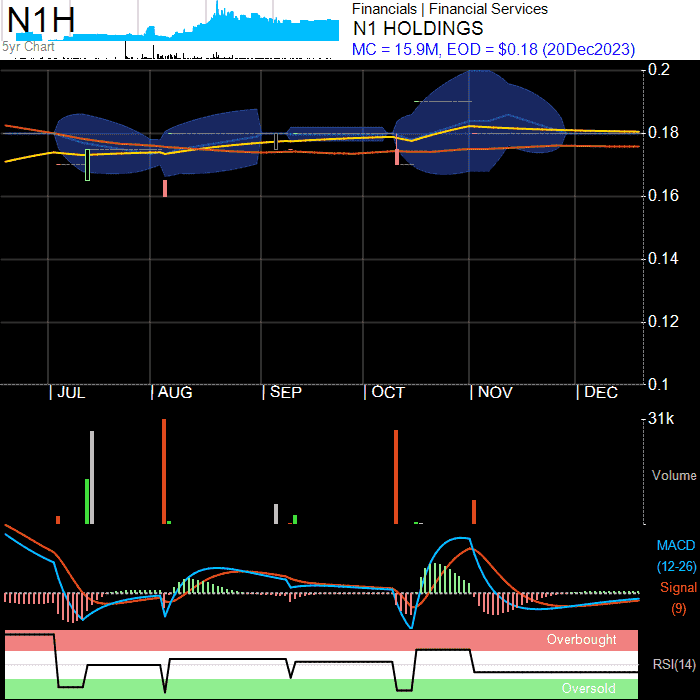 N1H
5yr Chart
Financials | Financial Services
N1 HOLDINGS
MC = 15.9M, EOD = $0.18 (20Dec2023)
0.2
0.18
0.16
0.14
0.12
0.1
| JUL | AUG | SEP | OCT | NOV | DEC
31k
Volume
MACD
(12-26)
Signal
(9)
Overbought
RSI(14)
Oversold